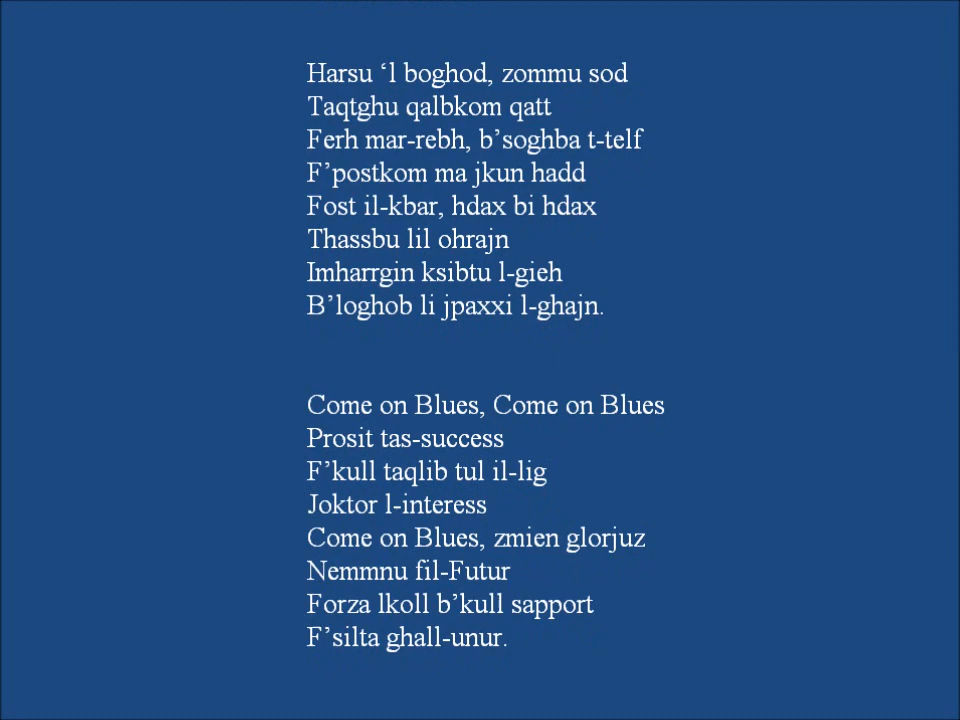 Harsu ‘l boghod, zommu sod
Taqtghu qalbkom qatt
Ferh mar-rebh, b’soghba t-telf
F’postkom ma jkun hadd
Fost il-kbar, hdax bi hdax
Thassbu lil ohrajn
Imharrgin ksibtu l-gieh
B’loghob li jpaxxi l-ghajn.
Come on Blues, Come on Blues
Prosit tas-success
F’kull taqlib tul il-lig
Joktor l-interess
Come on Blues, zmien glorjuz
Nemmnu fil-Futur
Forza lkoll b’kull sapport
F’silta ghall-unur.